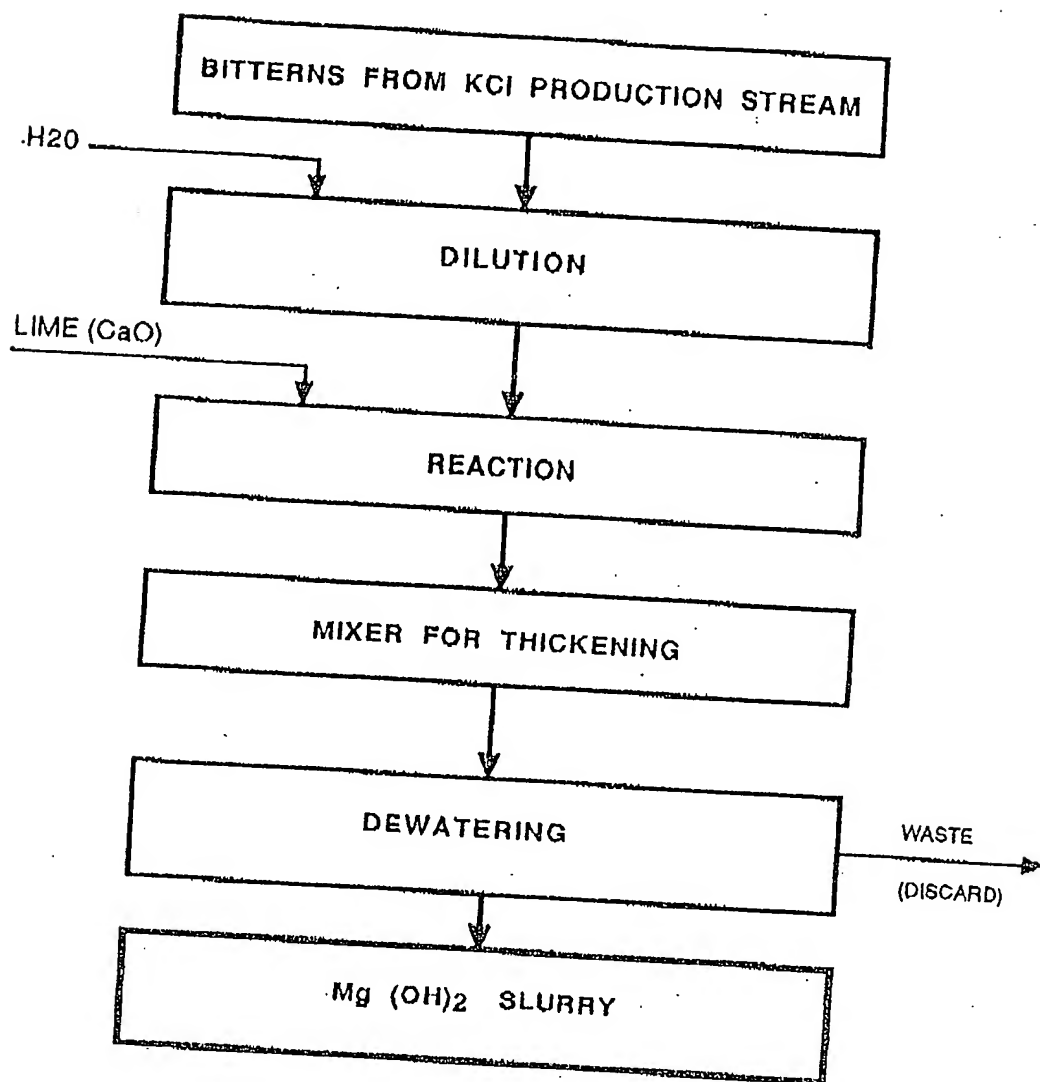 BITTERNS FROM KCl PRODUCTION STREAM
.H20
DILUTION
LIME (CaO)
REACTION
MIXER FOR THICKENING
DEWATERING
WASTE
(DISCARD)
Mg (OH)2 SLURRY